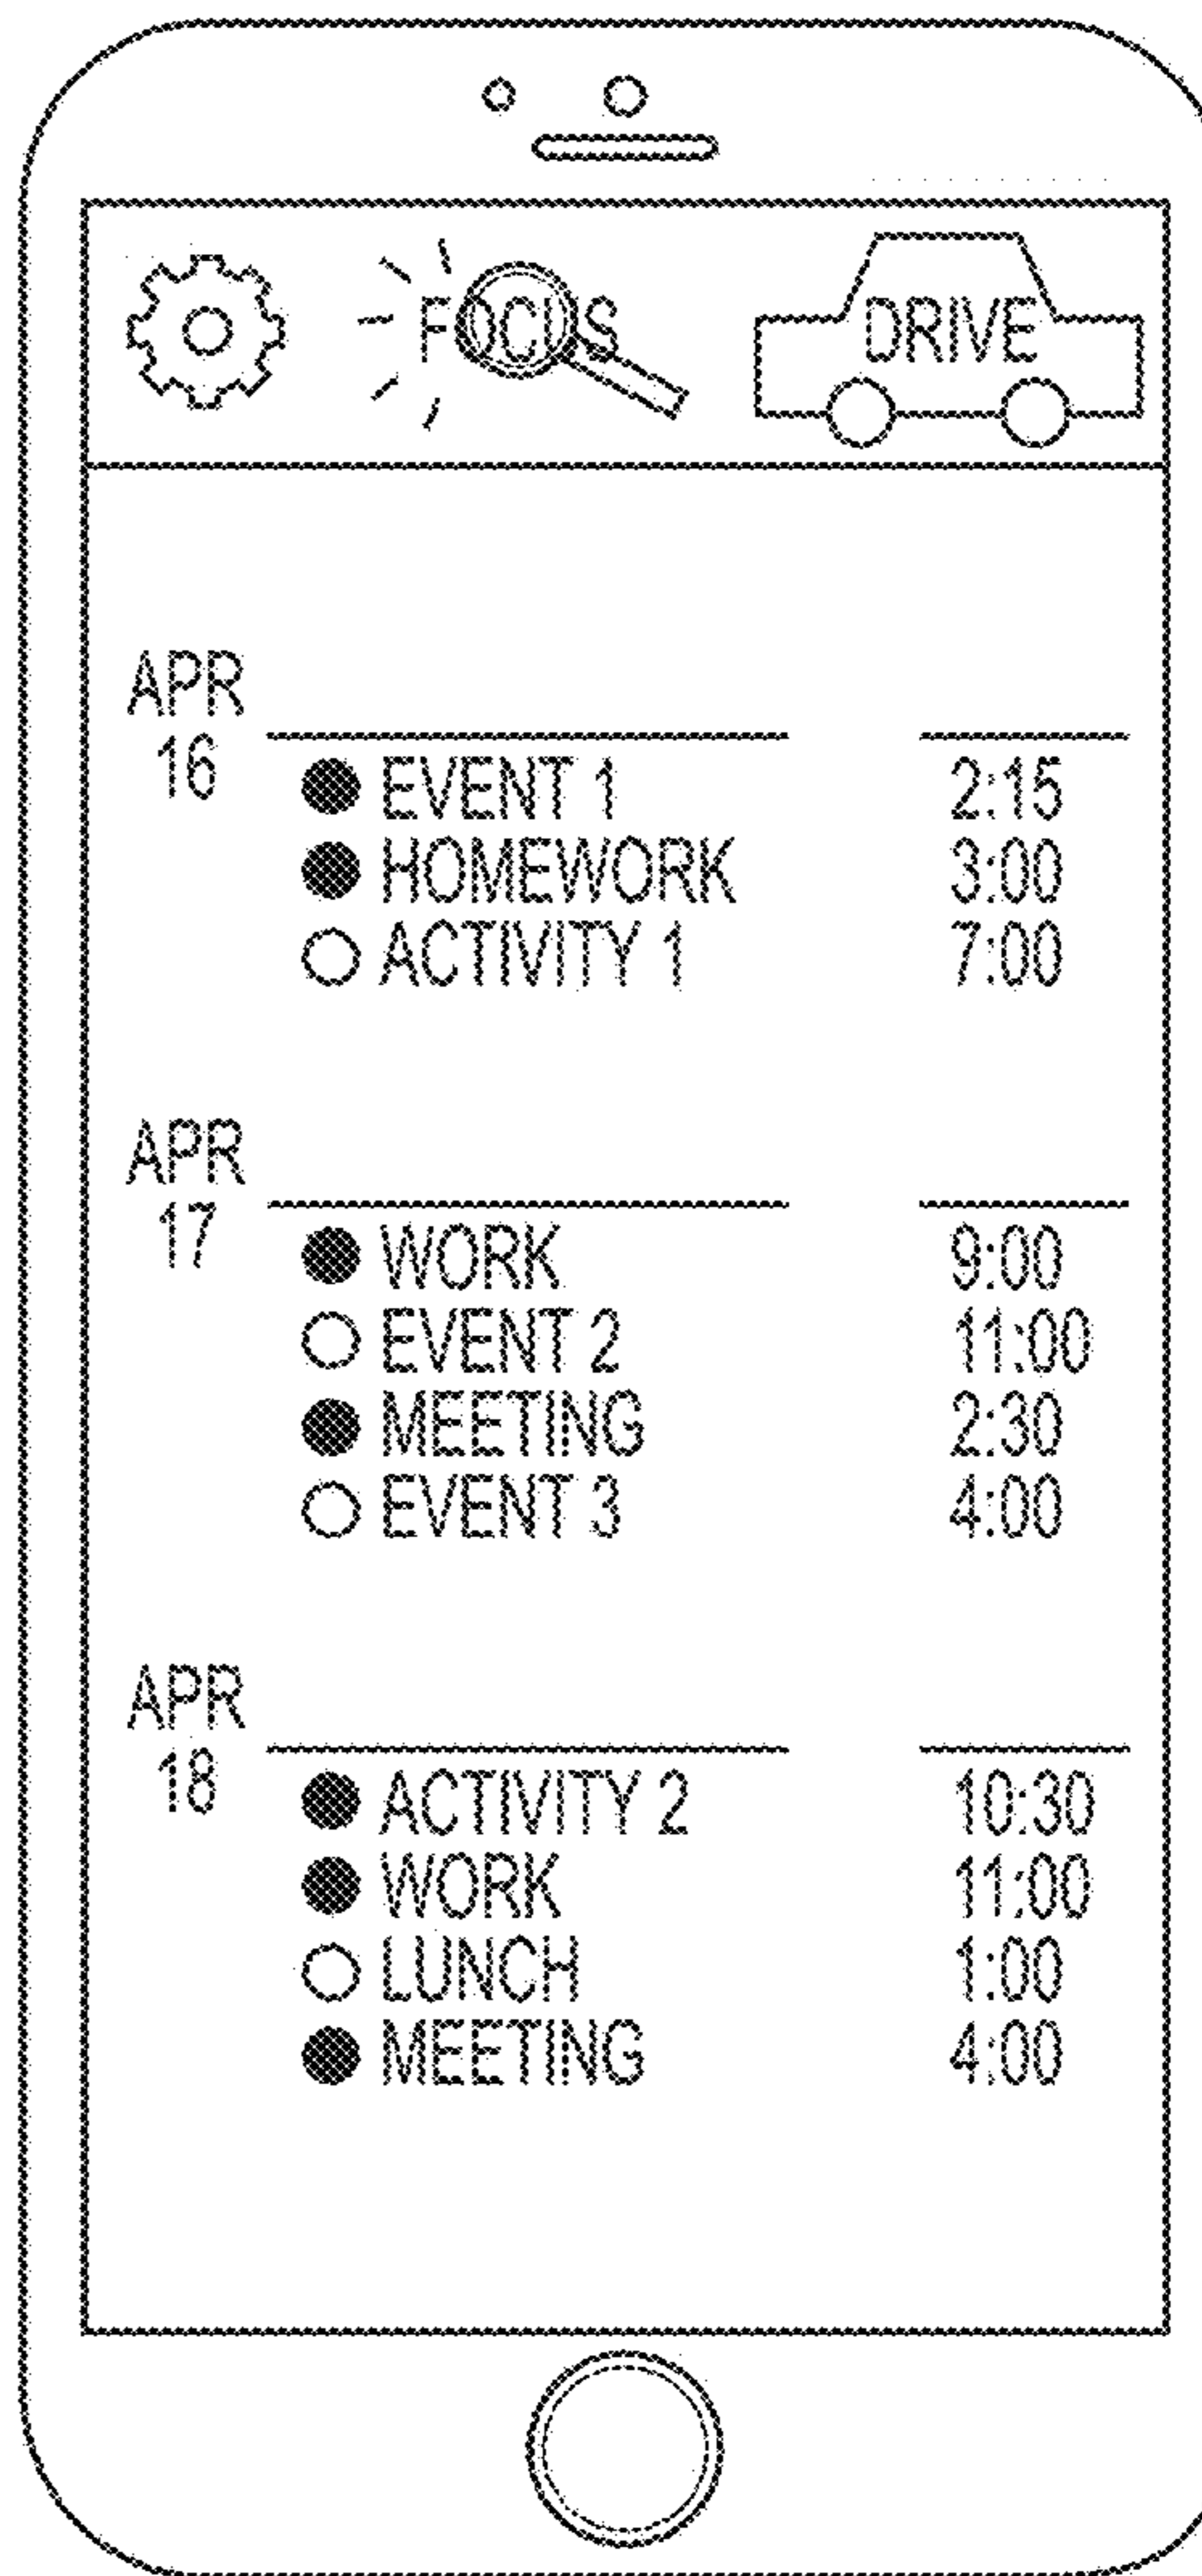 FOCUS DRIVE
APR
16
EVENT 1 2:15
HOMEWORK 3:00
ACTIVITY 1 7:00
APR
17
WORK 9:00
EVENT 2 11:00
MEETING 2:30
EVENT 3 4:00
APR
18
ACTIVITY 2 10:30
WORK 11:00
LUNCH 1:00
MEETING 4:00